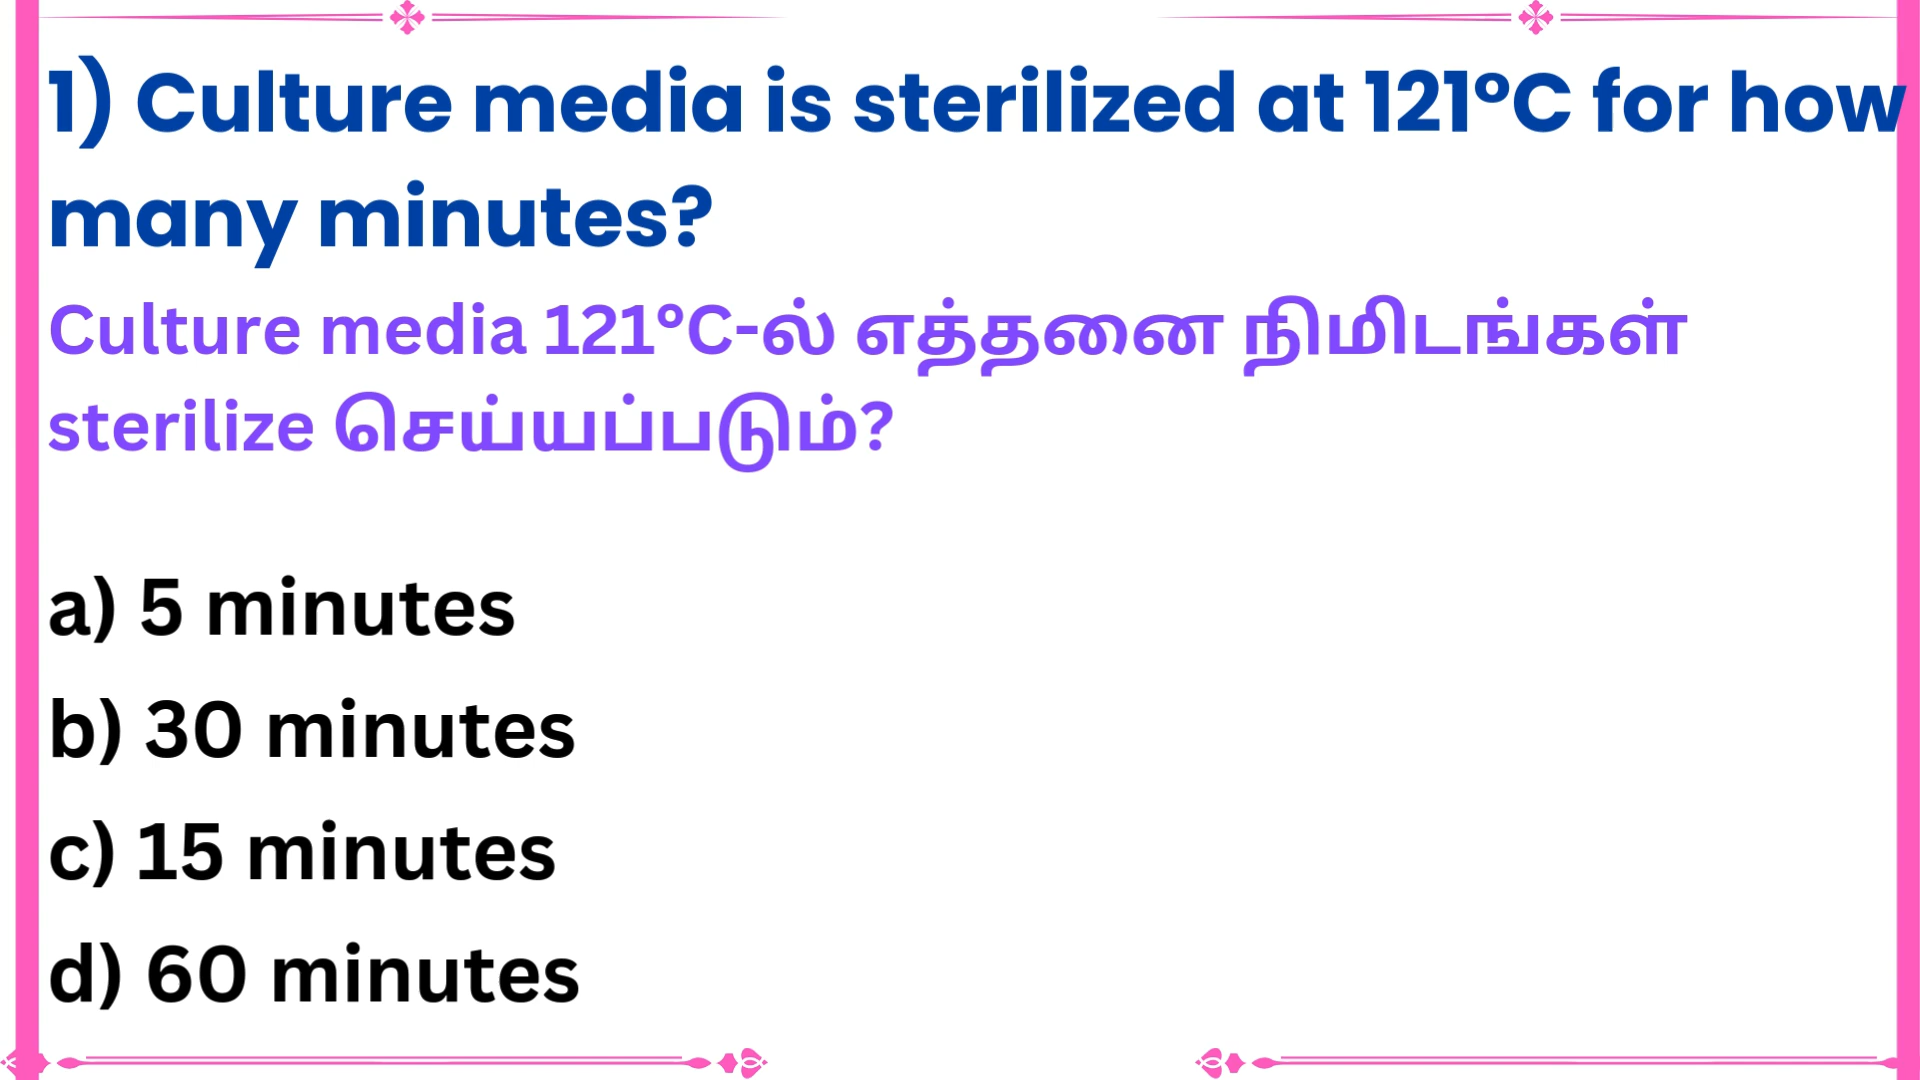 1) Culture media is sterilized at 121°C for how
many minutes?
Culture media 121°C-ல் எத்தனை நிமிடங்கள்
sterilize செய்யப்படும்?
a) 5 minutes
b) 30 minutes
c) 15 minutes
d) 60 minutes